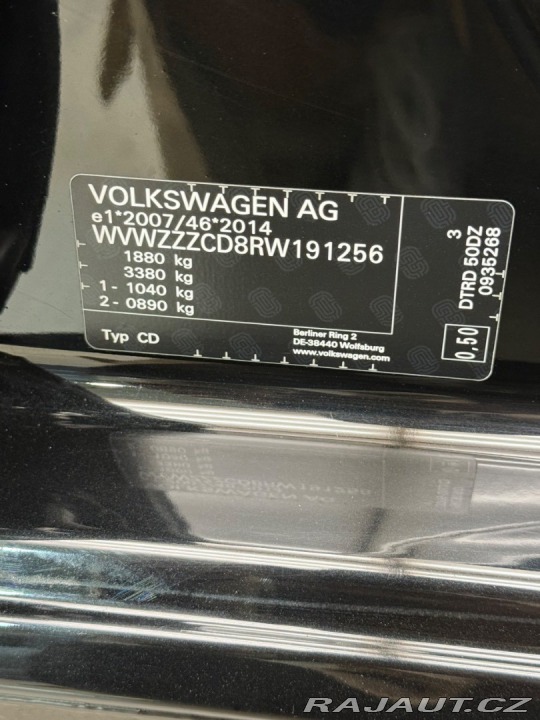 VOLKSWAGEN AG
e1*2007/46*2014
WVWZZZCD8RW191256
1880 kg
3380 kg
1 - 1040 kg
2 - 0890 kg
Typ CD
Berliner Ring 2
DE-38440 Wolfsburg
www.volkswagen.com
3
DTRD 50DZ
0935268
0,50
RAJAUT.CZ